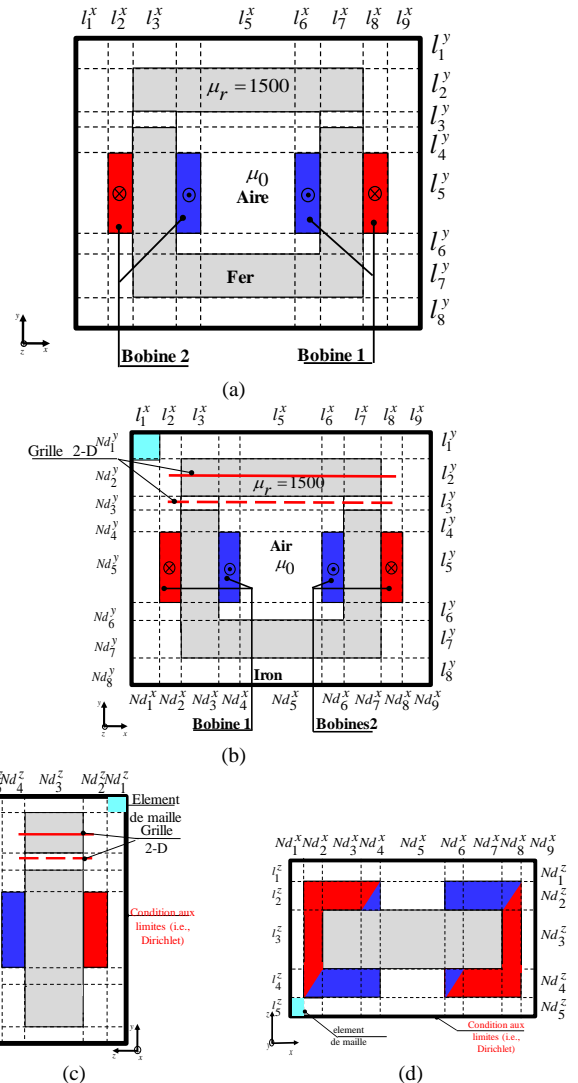 l₁ˣ l₂ˣ l₃ˣ l₅ˣ l₆ˣ l₇ˣ l₈ˣ l₉ˣ
l₁ʸ
μᵣ = 1500
l₂ʸ
l₃ʸ
l₄ʸ
μ₀
Aire
l₅ʸ
l₆ʸ
Fer
l₇ʸ
l₈ʸ
y
z x
Bobine 2
Bobine 1
(a)
l₁ˣ l₂ˣ l₃ˣ l₅ˣ l₆ˣ l₇ˣ l₈ˣ l₉ˣ
Nd₁ʸ l₁ʸ
Grille 2-D
Nd₂ʸ μᵣ = 1500 l₂ʸ
Nd₃ʸ l₃ʸ
Nd₄ʸ l₄ʸ
Air
Nd₅ʸ μ₀ l₅ʸ
Nd₆ʸ l₆ʸ
Nd₇ʸ l₇ʸ
Nd₈ʸ Iron l₈ʸ
Nd₁ˣ Nd₂ˣ Nd₃ˣ Nd₄ˣ Nd₅ˣ Nd₆ˣ Nd₇ˣ Nd₈ˣ Nd₉ˣ
y
z x
Bobine 1
Bobines2
(b)
Nd₄ᶻ Nd₃ᶻ Nd₂ᶻ Nd₁ᶻ
Element
de maille
Grille
2-D
Condition aux
limites (i.e.,
Dirichlet)
y
z x
(c)
Nd₁ˣ Nd₂ˣ Nd₃ˣ Nd₄ˣ Nd₅ˣ Nd₆ˣ Nd₇ˣ Nd₈ˣ Nd₉ˣ
l₁ᶻ Nd₁ᶻ
l₂ᶻ Nd₂ᶻ
l₃ᶻ Nd₃ᶻ
l₄ᶻ Nd₄ᶻ
l₅ᶻ Nd₅ᶻ
z
y x
element
de maille
Condition aux
limites (i.e.,
Dirichlet)
(d)